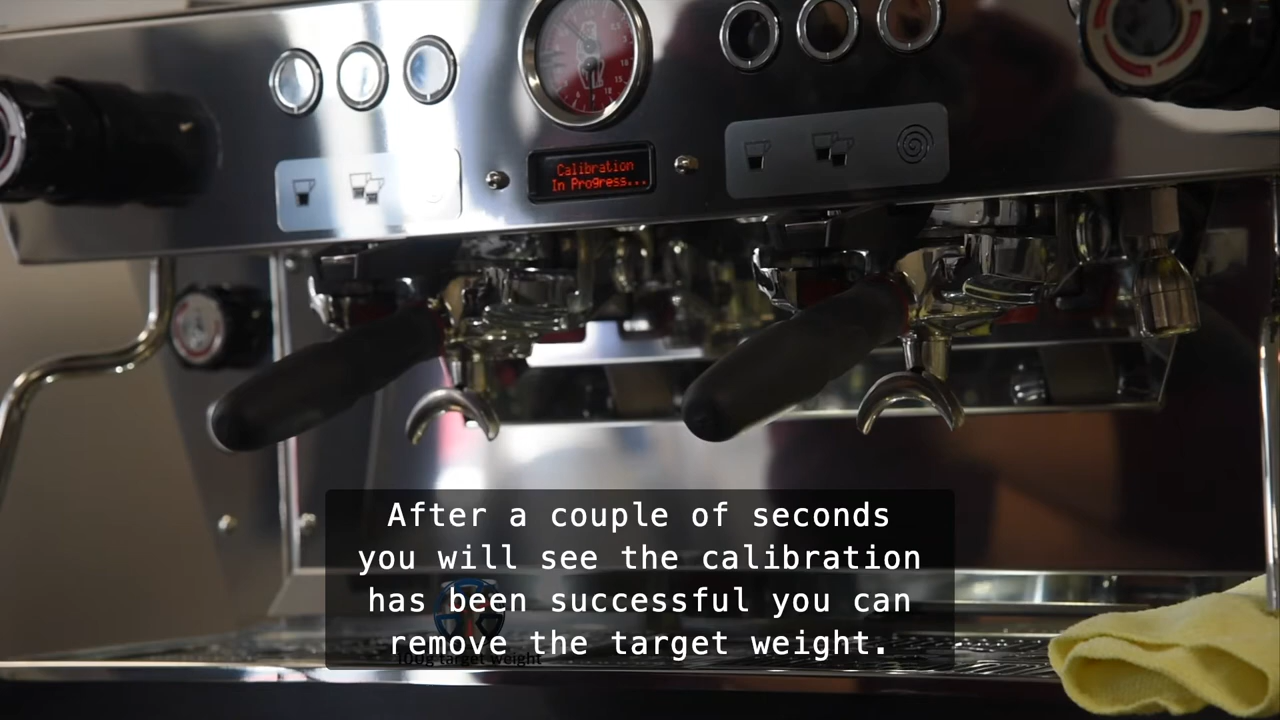 Calibration
In Progress...
After a couple of seconds
you will see the calibration
has been successful you can
remove the target weight.
100g target weight